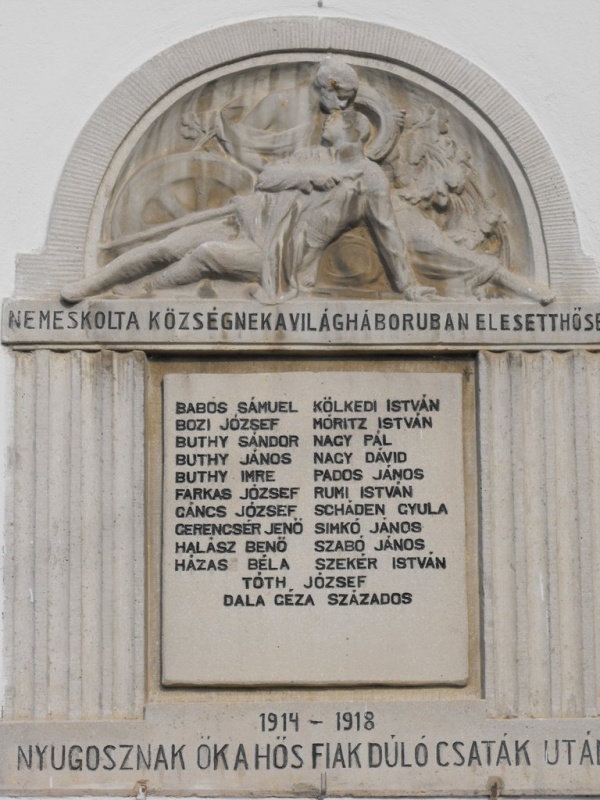 NEMESKOLTA KÖZSÉGNEK A VILÁGHÁBORUBAN ELESETT HŐSE
BABÓS SÁMUEL KÖLKEDI ISTVÁN
BOZI JÓZSEF MÓRITZ ISTVÁN
BUTHY SÁNDOR NAGY PÁL
BUTHY JÁNOS NAGY DÁVID
BUTHY IMRE PADOS JÁNOS
FARKAS JÓZSEF RUMI ISTVÁN
GÁNCS JÓZSEF SCHÁDEN GYULA
GERENCSÉR JENŐ SIMKÓ JÁNOS
HALÁSZ BENŐ SZABÓ JÁNOS
HÁZAS BÉLA SZEKÉR ISTVÁN
TÓTH JÓZSEF
DALA GÉZA SZÁZADOS
1914 – 1918
NYUGOSZNAK ŐK A HŐS FIAK DÚLÓ CSATÁK UTÁN